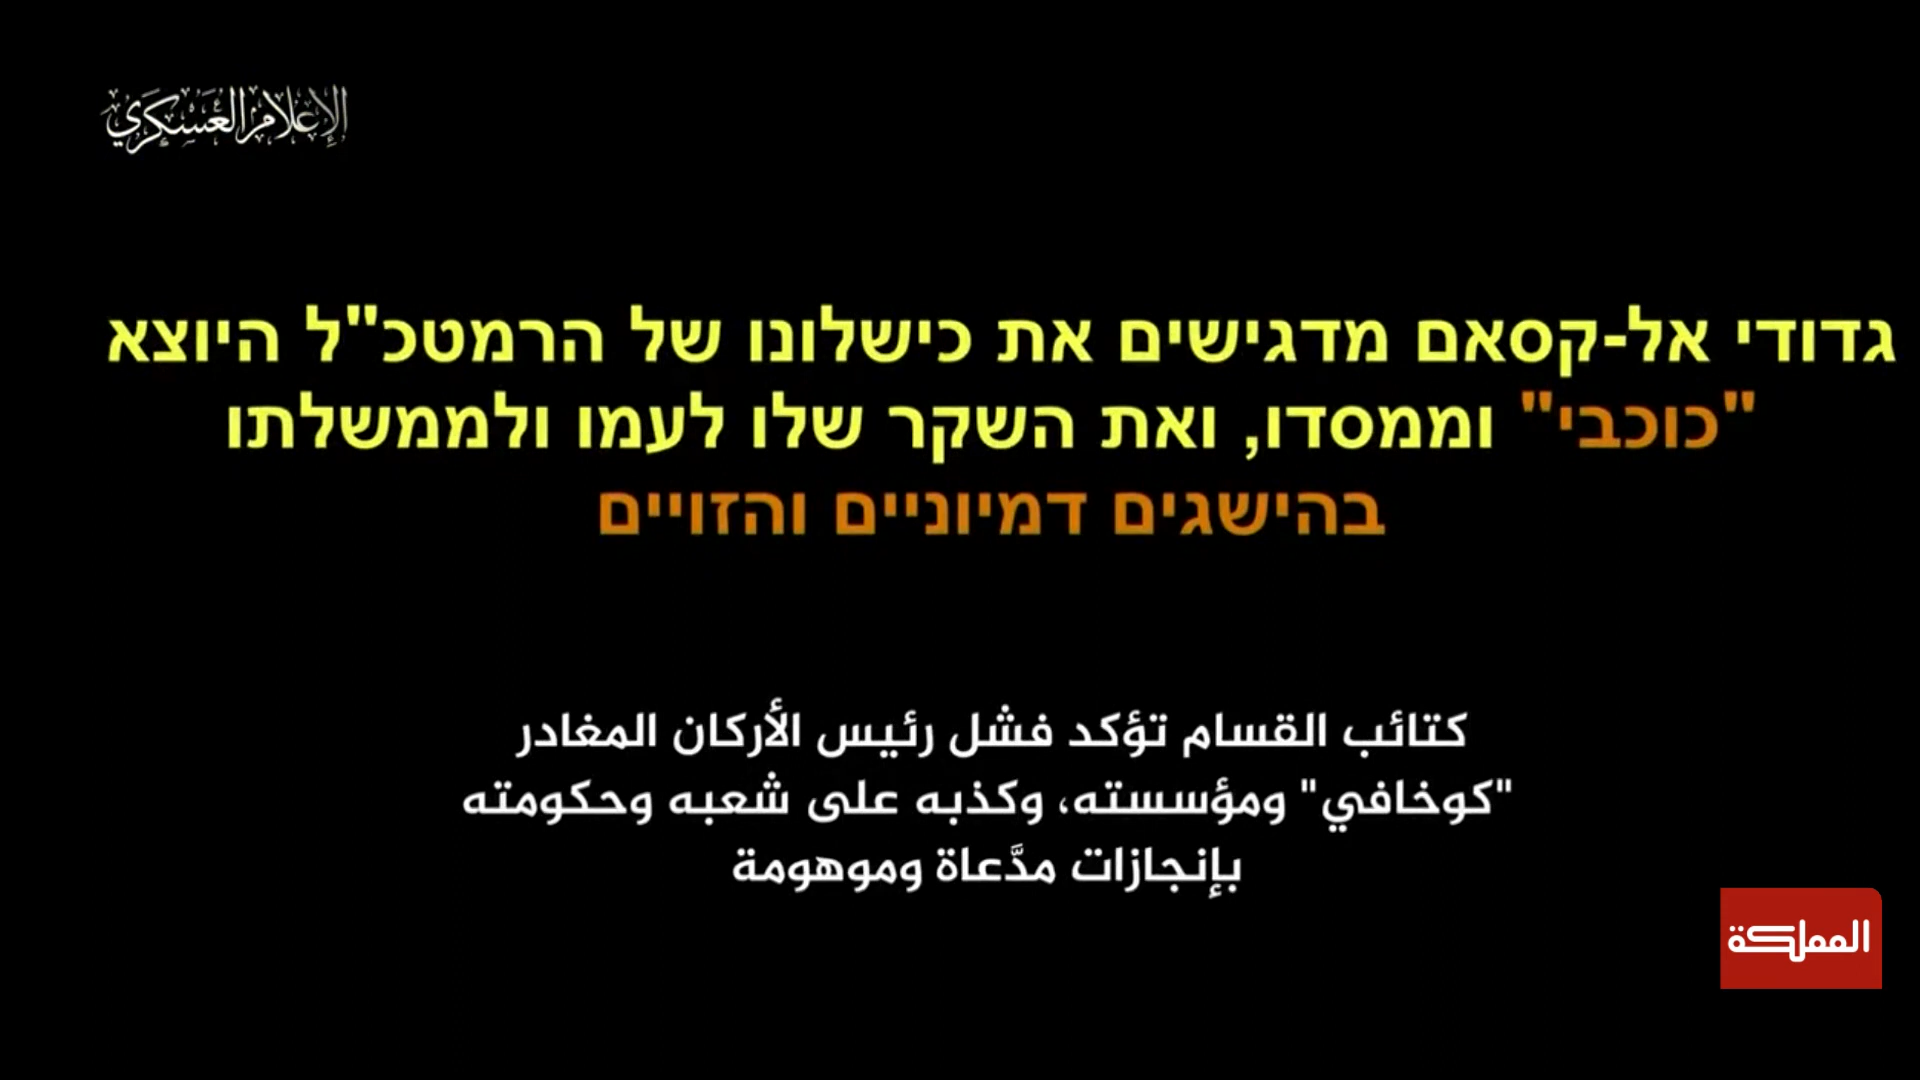 الإعلام العسكري
גדודי אל-קסאם מדגישים את כישלונו של הרמטכ"ל היוצא
"כוכבי" וממסדו, ואת השקר שלו לעמו ולממשלתו
בהישגים דמיוניים והזויים
كتائب القسام تؤكد فشل رئيس الأركان المغادر
"كوخافي" ومؤسسته، وكذبه على شعبه وحكومته
بإنجازات مدَّعاة وموهومة
المملكة